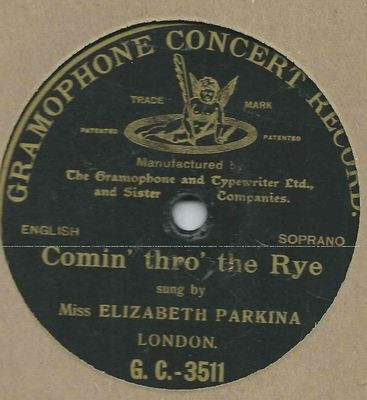 GRAMOPHONE CONCERT RECORD.
TRADE MARK
PATENTED PATENTED
Manufactured by
The Gramophone and Typewriter Ltd.,
and Sister Companies.
ENGLISH SOPRANO
Comin' thro' the Rye
sung by
Miss ELIZABETH PARKINA
LONDON.
G. C.-3511